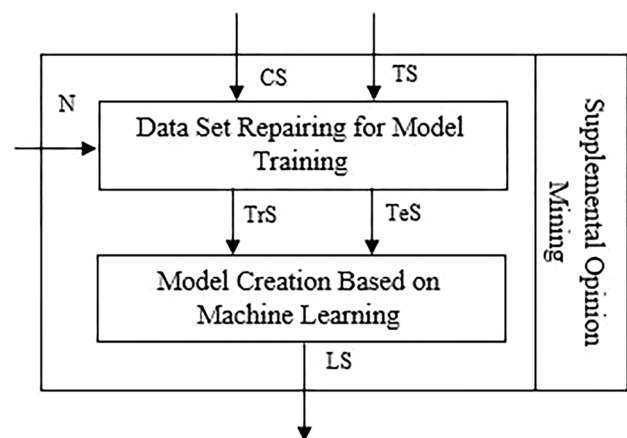 CS
TS
N
Data Set Repairing for Model
Training
TrS
TeS
Model Creation Based on
Machine Learning
LS
Supplemental Opinion
Mining